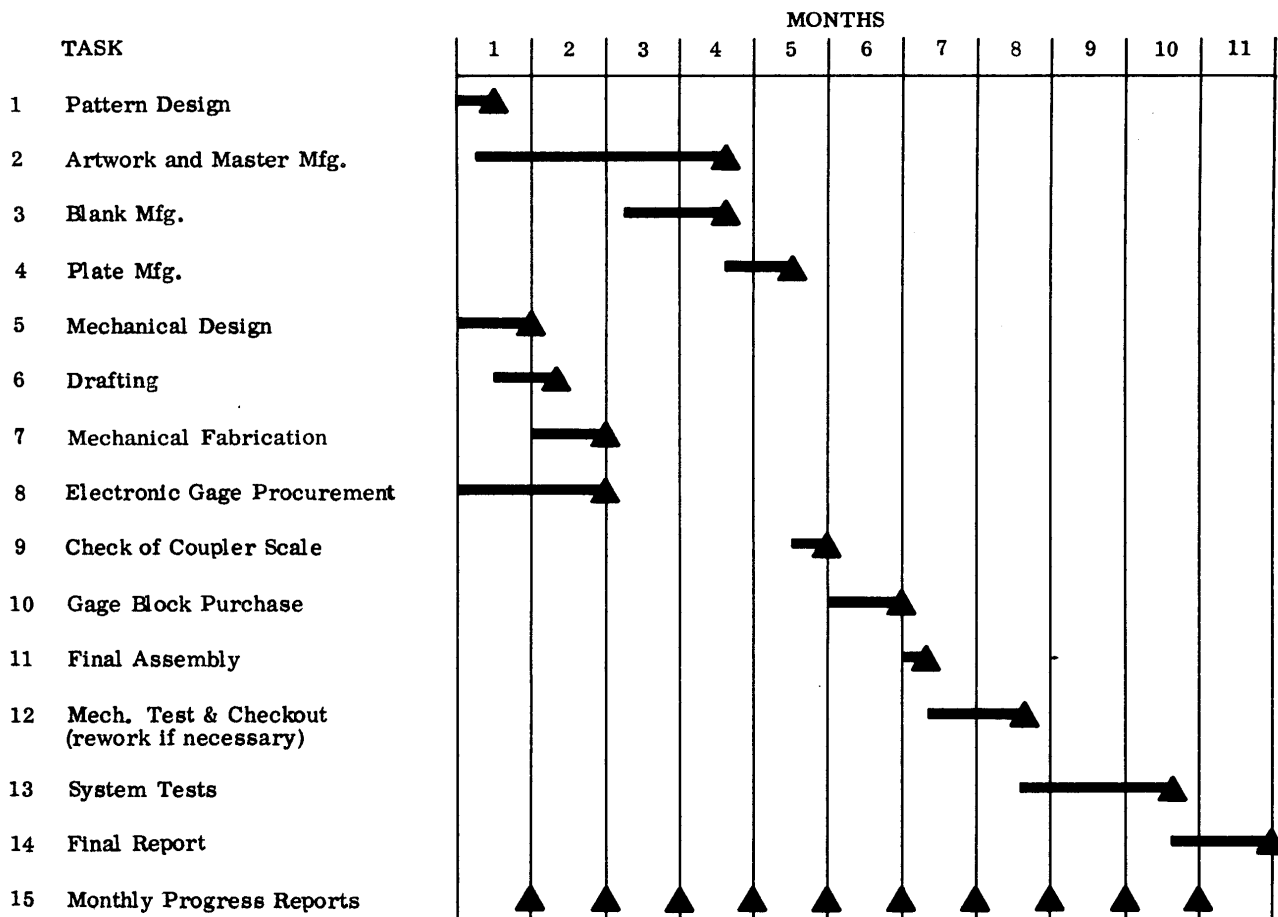 MONTHS
TASK 1 2 3 4 5 6 7 8 9 10 11
1 Pattern Design
2 Artwork and Master Mfg.
3 Blank Mfg.
4 Plate Mfg.
5 Mechanical Design
6 Drafting
7 Mechanical Fabrication
8 Electronic Gage Procurement
9 Check of Coupler Scale
10 Gage Block Purchase
11 Final Assembly
12 Mech. Test & Checkout
(rework if necessary)
13 System Tests
14 Final Report
15 Monthly Progress Reports